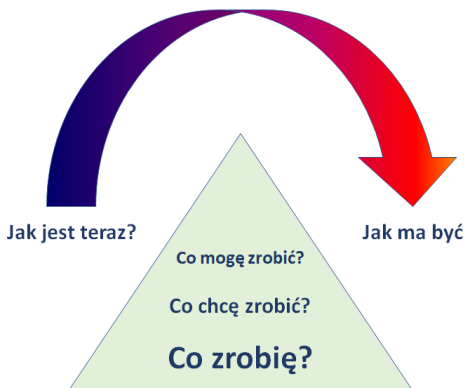 Jak jest teraz?
Jak ma być
Co mogę zrobić?
Co chcę zrobić?
Co zrobię?